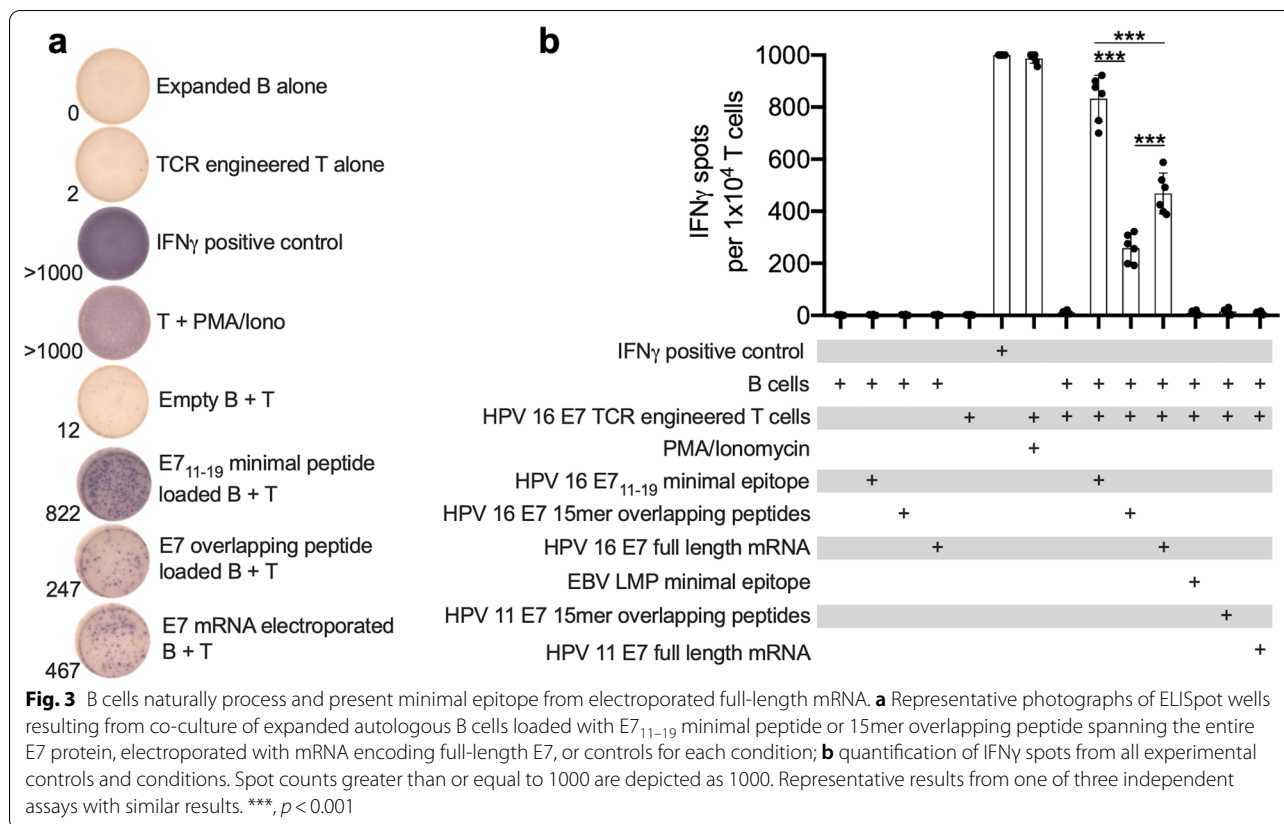 a
0 Expanded B alone
2 TCR engineered T alone
>1000 IFNγ positive control
>1000 T + PMA/Iono
12 Empty B + T
E7₁₁₋₁₉ minimal peptide
loaded B + T
822
E7 overlapping peptide
loaded B + T
247
E7 mRNA electroporated
B + T
467
b
***
***
***
IFNγ spots
per 1x10⁴ T cells
1000
800
600
400
200
0
IFNγ positive control +
B cells + + + + + + + + + + +
HPV 16 E7 TCR engineered T cells + + + + + + + + +
PMA/Ionomycin +
HPV 16 E7₁₁₋₁₉ minimal epitope + +
HPV 16 E7 15mer overlapping peptides + +
HPV 16 E7 full length mRNA + +
EBV LMP minimal epitope +
HPV 11 E7 15mer overlapping peptides +
HPV 11 E7 full length mRNA +
Fig. 3 B cells naturally process and present minimal epitope from electroporated full-length mRNA. a Representative photographs of ELISpot wells
resulting from co-culture of expanded autologous B cells loaded with E7₁₁₋₁₉ minimal peptide or 15mer overlapping peptide spanning the entire
E7 protein, electroporated with mRNA encoding full-length E7, or controls for each condition; b quantification of IFNγ spots from all experimental
controls and conditions. Spot counts greater than or equal to 1000 are depicted as 1000. Representative results from one of three independent
assays with similar results. ***, p < 0.001